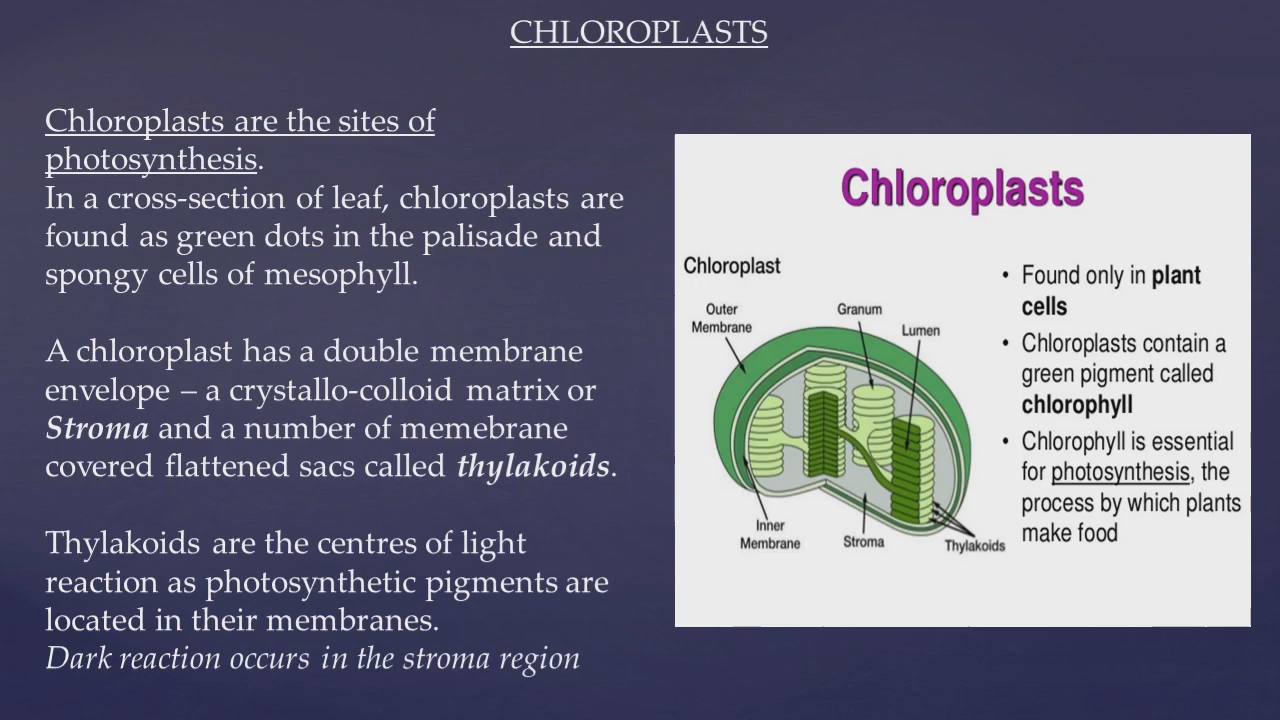 CHLOROPLASTS
Chloroplasts are the sites of
photosynthesis.
In a cross-section of leaf, chloroplasts are
found as green dots in the palisade and
spongy cells of mesophyll.
A chloroplast has a double membrane
envelope – a crystallo-colloid matrix or
Stroma and a number of memebrane
covered flattened sacs called thylakoids.
Thylakoids are the centres of light
reaction as photosynthetic pigments are
located in their membranes.
Dark reaction occurs in the stroma region
Chloroplasts
Chloroplast
Outer
Membrane
Granum
Lumen
Inner
Membrane
Stroma
Thylakoids
• Found only in plant
cells
• Chloroplasts contain a
green pigment called
chlorophyll
• Chlorophyll is essential
for photosynthesis, the
process by which plants
make food